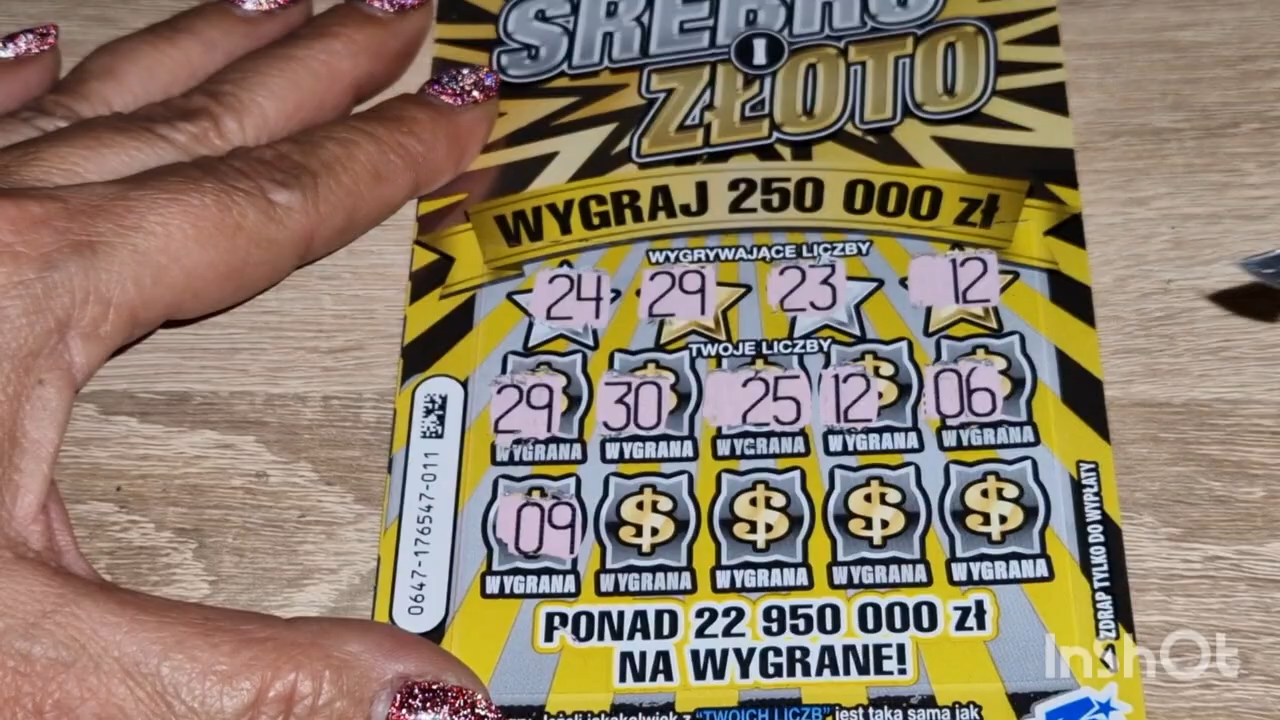 SREBRO
I
ZŁOTO
WYGRAJ 250 000 zł
WYGRYWAJĄCE LICZBY
24 29 23 12
TWOJE LICZBY
29 30 25 12 06
WYGRANA WYGRANA WYGRANA WYGRANA WYGRANA
09 $ $ $ $
WYGRANA WYGRANA WYGRANA WYGRANA WYGRANA
PONAD 22 950 000 zł
NA WYGRANE!
0647-176547-011
ZDRAP TYLKO DO WYPŁATY
Jeżeli jakakolwiek z "TWOICH LICZB" jest taka sama jak
InShOt